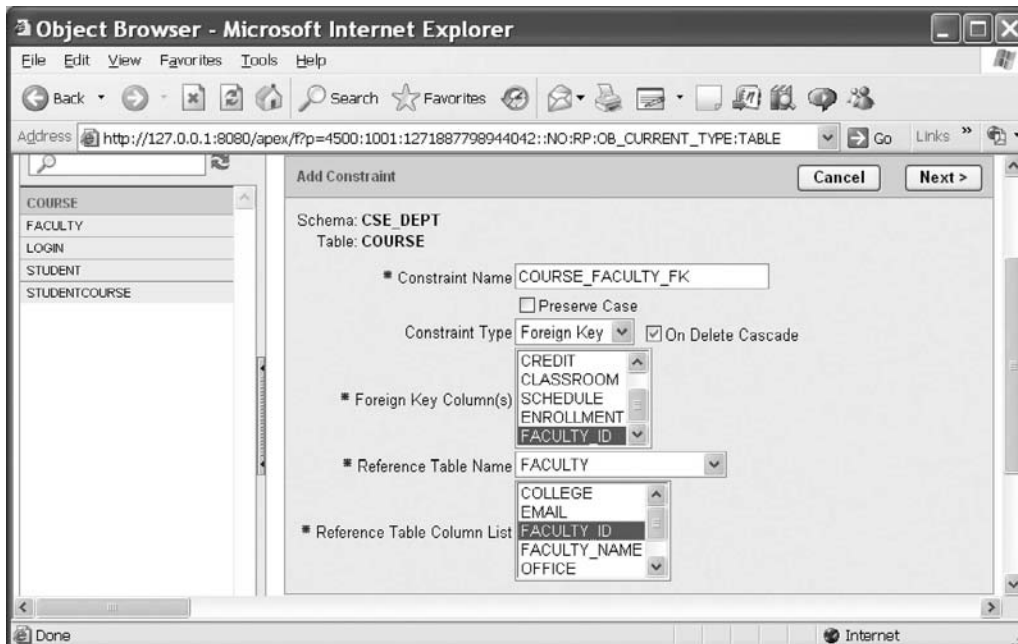 Object Browser - Microsoft Internet Explorer
File Edit View Favorites Tools Help
Back Search Favorites
Address http://127.0.0.1:8080/apex/f?p=4500:1001:1271887798944042::NO:RP:OB_CURRENT_TYPE:TABLE Go Links »
COURSE
FACULTY
LOGIN
STUDENT
STUDENTCOURSE
Add Constraint Cancel Next >
Schema: CSE_DEPT
Table: COURSE
* Constraint Name COURSE_FACULTY_FK
Preserve Case
Constraint Type Foreign Key On Delete Cascade
* Foreign Key Column(s)
CREDIT
CLASSROOM
SCHEDULE
ENROLLMENT
FACULTY_ID
* Reference Table Name FACULTY
* Reference Table Column List
COLLEGE
EMAIL
FACULTY_ID
FACULTY_NAME
OFFICE
Done Internet